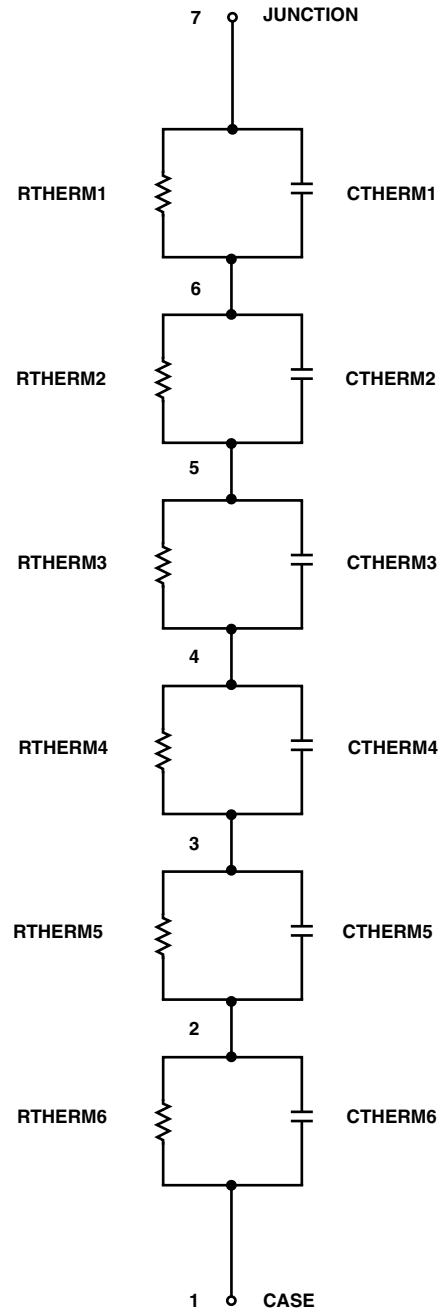 7 JUNCTION
RTHERM1 CTHERM1
6
RTHERM2 CTHERM2
5
RTHERM3 CTHERM3
4
RTHERM4 CTHERM4
3
RTHERM5 CTHERM5
2
RTHERM6 CTHERM6
1 CASE